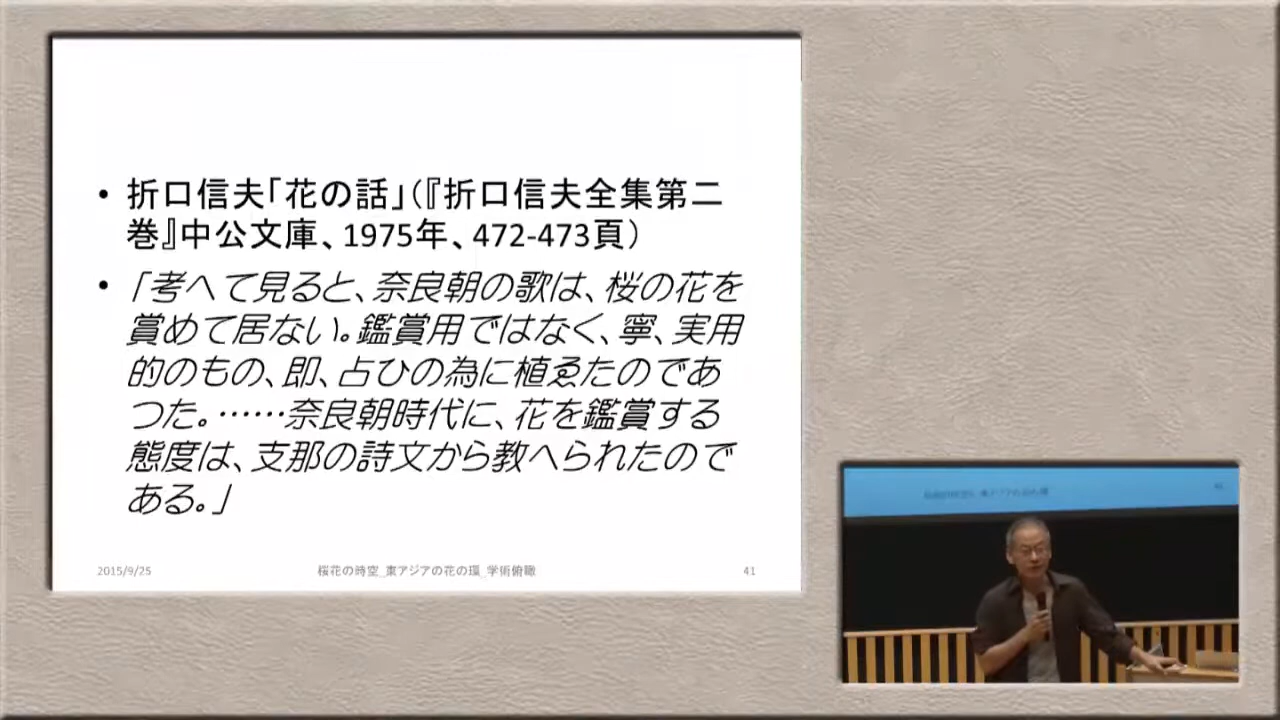 • 折口信夫「花の話」（『折口信夫全集第二
巻』中公文庫、1975年、472-473頁）
• 「考へて見ると、奈良朝の歌は、桜の花を
賞めて居ない。鑑賞用ではなく、寧、実用
的のもの、即、占ひの為に植ゑたのであ
つた。……奈良朝時代に、花を鑑賞する
態度は、支那の詩文から教へられたので
ある。」
2015/9/25 桜花の時空_東アジアの花の環_学術俯瞰 41